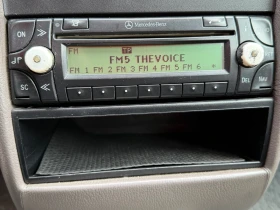 Mercedes-Benz
ON
FM TP
FM5 THEVOICE
FM 1 FM 2 FM 3 FM 4 FM 5 FM 6
SC
DEL
NAV